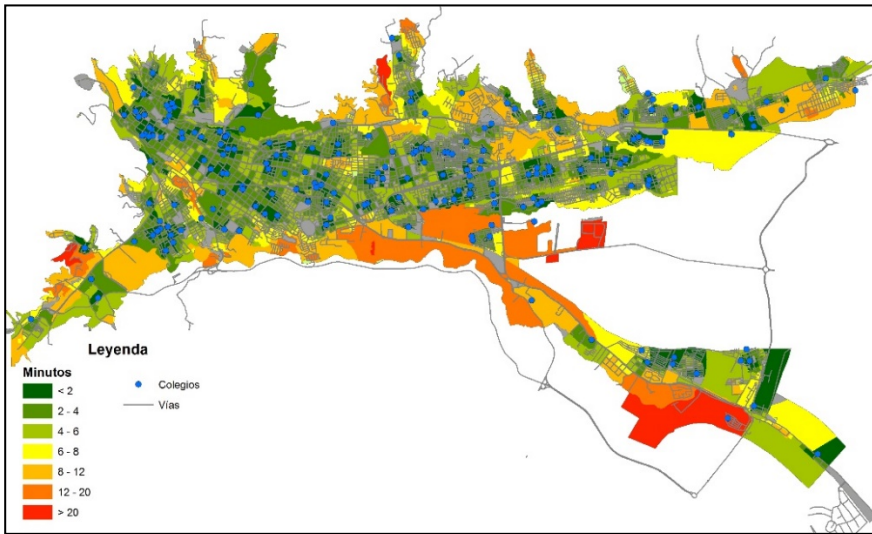 Leyenda
Minutos
< 2
2 - 4
4 - 6
6 - 8
8 - 12
12 - 20
> 20
Colegios
Vías